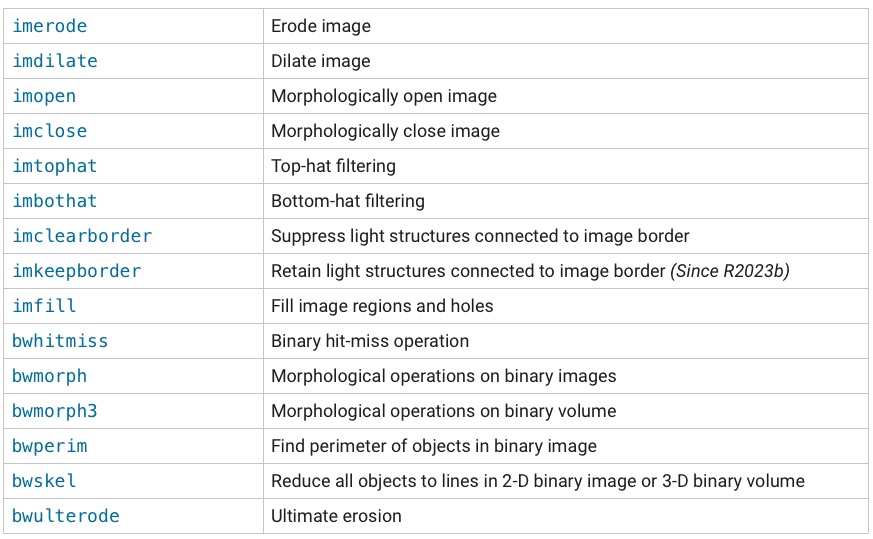 imerode Erode image
imdilate Dilate image
imopen Morphologically open image
imclose Morphologically close image
imtophat Top-hat filtering
imbothat Bottom-hat filtering
imclearborder Suppress light structures connected to image border
imkeepborder Retain light structures connected to image border (Since R2023b)
imfill Fill image regions and holes
bwhitmiss Binary hit-miss operation
bwmorph Morphological operations on binary images
bwmorph3 Morphological operations on binary volume
bwperim Find perimeter of objects in binary image
bwskel Reduce all objects to lines in 2-D binary image or 3-D binary volume
bwulterode Ultimate erosion